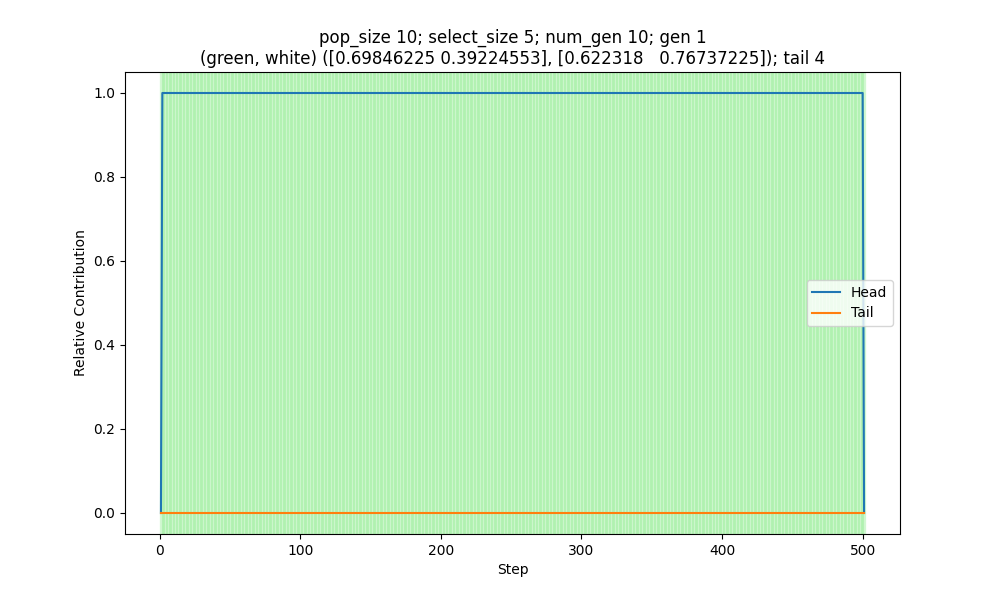 pop_size 10; select_size 5; num_gen 10; gen 1
(green, white) ([0.69846225 0.39224553], [0.622318   0.76737225]); tail 4
1.0
0.8
0.6
0.4
0.2
0.0
Relative Contribution
Head
Tail
0
100
200
300
400
500
Step